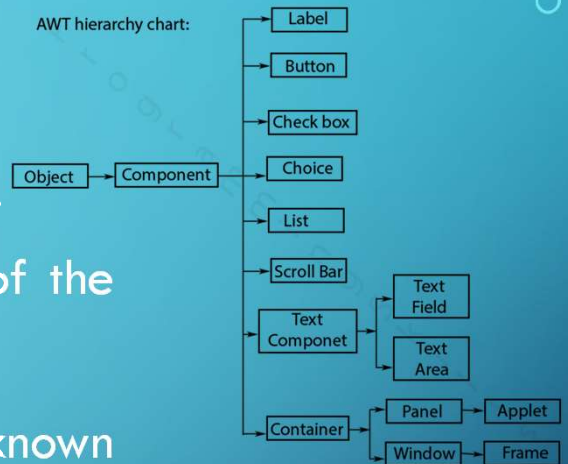 AWT hierarchy chart:
Label
Button
Check box
Object
Component
Choice
List
of the
Scroll Bar
Text
Field
Text
Componet
Text
Area
known
Container
Panel
Applet
Window
Frame